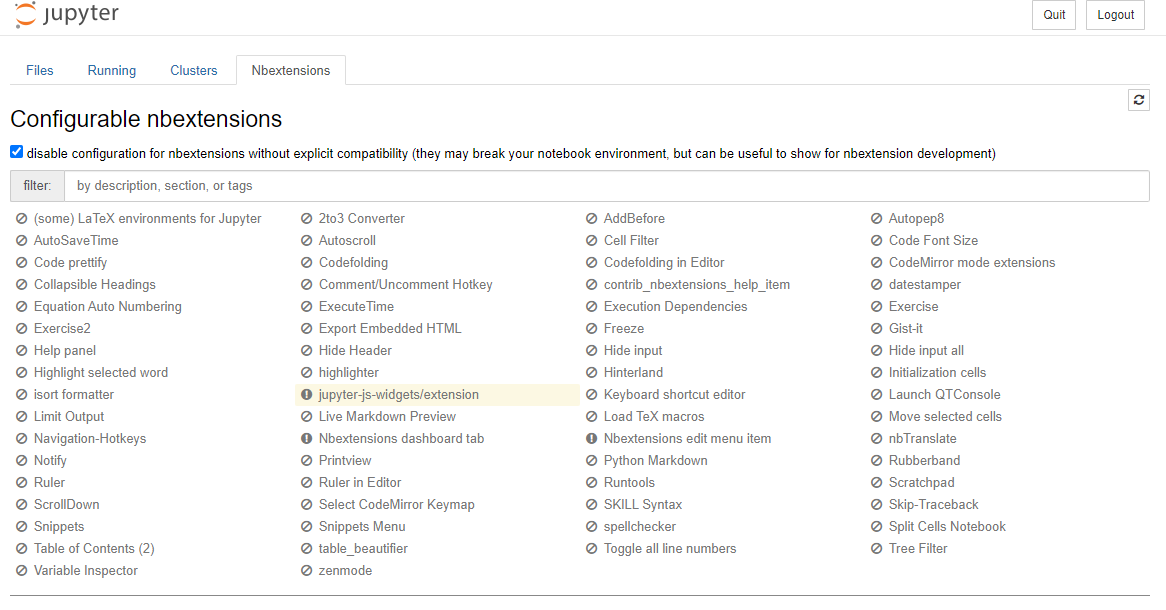 jupyter
Quit Logout
Files Running Clusters Nbextensions
Configurable nbextensions
disable configuration for nbextensions without explicit compatibility (they may break your notebook environment, but can be useful to show for nbextension development)
filter: by description, section, or tags
(some) LaTeX environments for Jupyter 2to3 Converter AddBefore Autopep8
AutoSaveTime Autoscroll Cell Filter Code Font Size
Code prettify Codefolding Codefolding in Editor CodeMirror mode extensions
Collapsible Headings Comment/Uncomment Hotkey contrib_nbextensions_help_item datestamper
Equation Auto Numbering ExecuteTime Execution Dependencies Exercise
Exercise2 Export Embedded HTML Freeze Gist-it
Help panel Hide Header Hide input Hide input all
Highlight selected word highlighter Hinterland Initialization cells
isort formatter jupyter-js-widgets/extension Keyboard shortcut editor Launch QTConsole
Limit Output Live Markdown Preview Load TeX macros Move selected cells
Navigation-Hotkeys Nbextensions dashboard tab Nbextensions edit menu item nbTranslate
Notify Printview Python Markdown Rubberband
Ruler Ruler in Editor Runtools Scratchpad
ScrollDown Select CodeMirror Keymap SKILL Syntax Skip-Traceback
Snippets Snippets Menu spellchecker Split Cells Notebook
Table of Contents (2) table_beautifier Toggle all line numbers Tree Filter
Variable Inspector zenmode